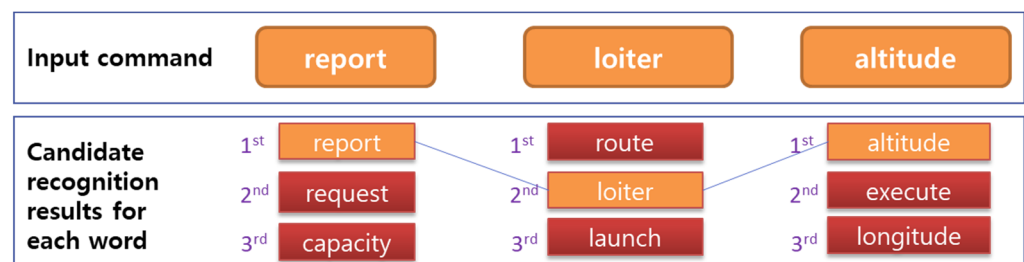 Input command report loiter altitude
Candidate
recognition
results for
each word
1st report 1st route 1st altitude
2nd request 2nd loiter 2nd execute
3rd capacity 3rd launch 3rd longitude